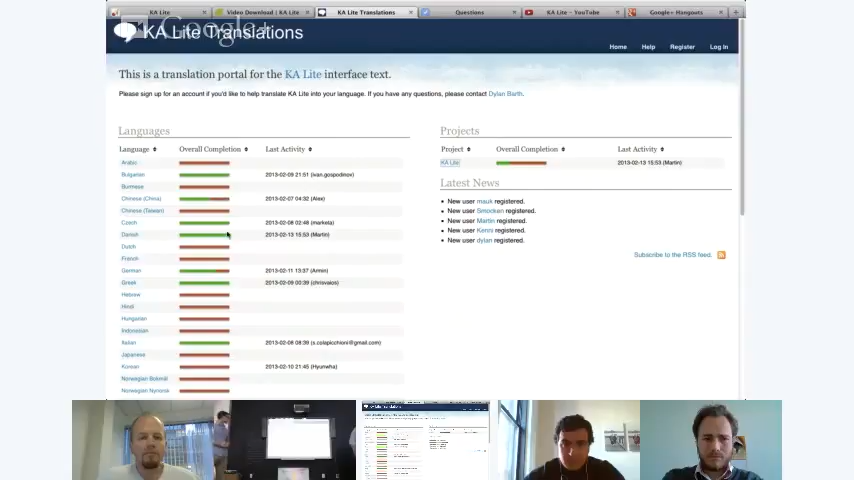 KA Lite
Video Download | KA Lite
KA Lite Translations
Questions
KA Lite - YouTube
Google+ Hangouts
Google+
KA Lite Translations
Home Help Register Log In
This is a translation portal for the KA Lite interface text.
Please sign up for an account if you'd like to help translate KA Lite into your language. If you have any questions, please contact Dylan Barth.
Languages
Language Overall Completion Last Activity
Arabic
Bulgarian 2013-02-09 21:51 (ivan.gospodinov)
Burmese
Chinese (China) 2013-02-07 04:32 (Alex)
Chinese (Taiwan)
Czech 2013-02-08 02:48 (marketa)
Danish 2013-02-13 15:53 (Martin)
Dutch
French
German 2013-02-11 13:37 (Armin)
Greek 2013-02-09 00:39 (chrisvaios)
Hebrew
Hindi
Hungarian
Indonesian
Italian 2013-02-08 08:39 (s.colapicchioni@gmail.com)
Japanese
Korean 2013-02-10 21:45 (Hyunwha)
Norwegian Bokmål
Norwegian Nynorsk
Projects
Project Overall Completion Last Activity
KA Lite 2013-02-13 15:53 (Martin)
Latest News
New user mauk registered.
New user Smocken registered.
New user Martin registered.
New user Kenrs registered.
New user dylan registered.
Subscribe to the RSS feed.
KA Lite Translations